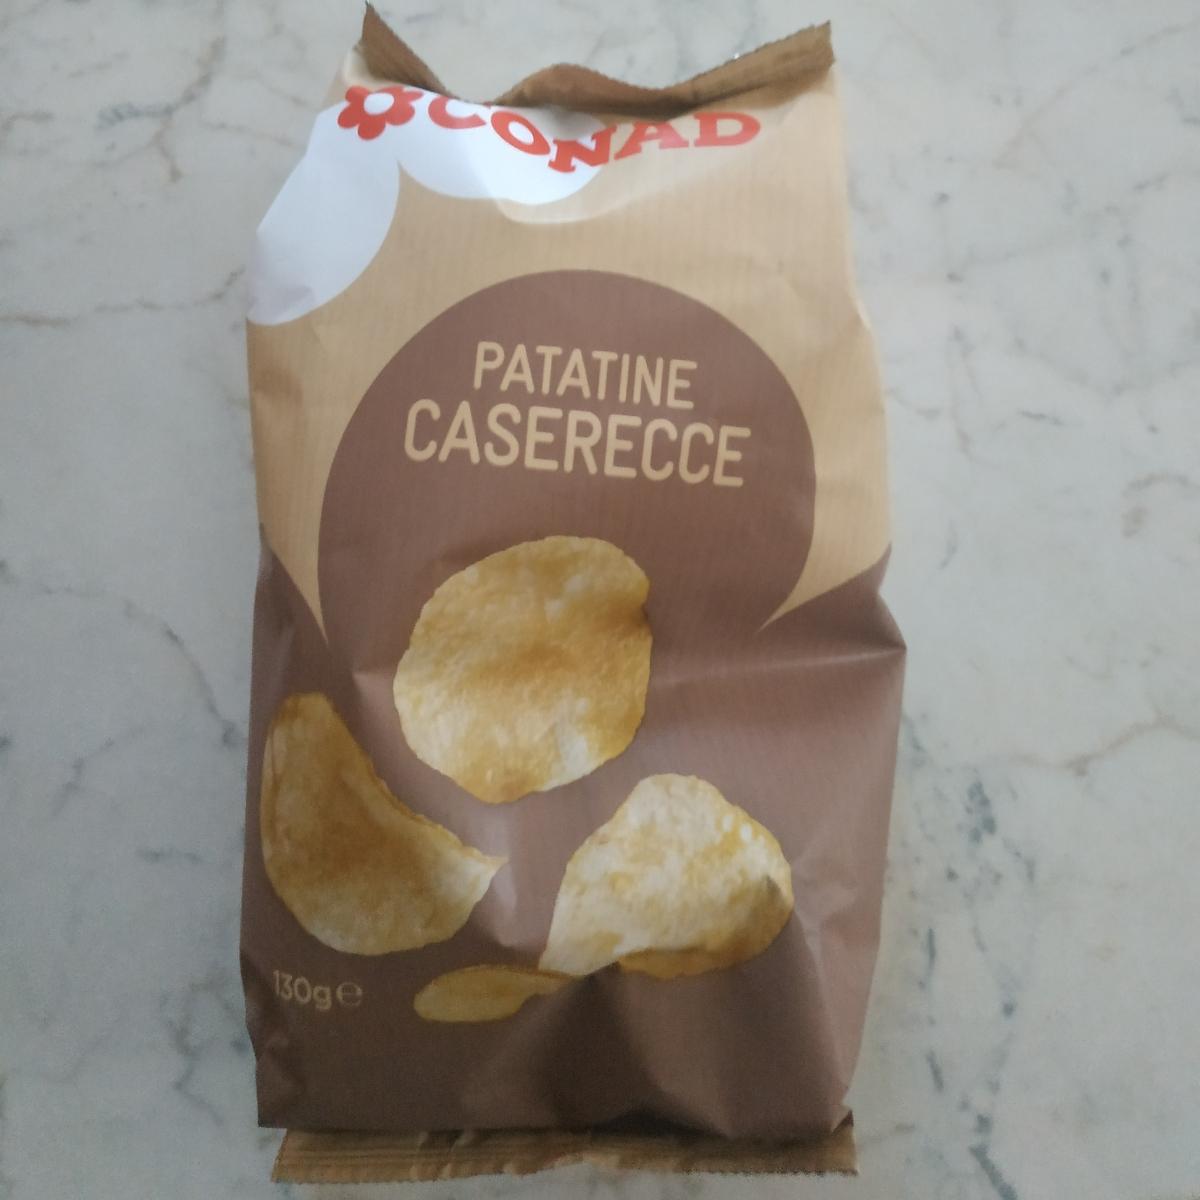 CONAD
PATATINE
CASERECCE
130g ℮